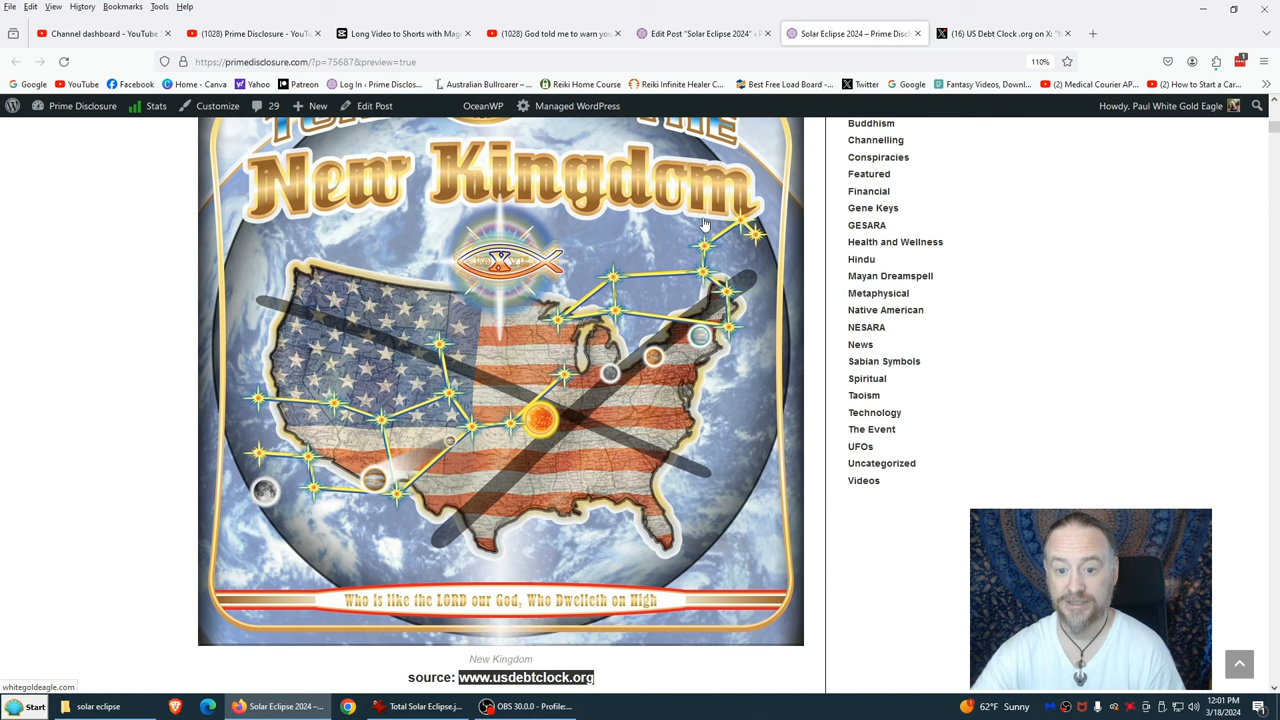 File Edit View History Bookmarks Tools Help
Channel dashboard - YouTube
(1028) Prime Disclosure - YouTu
Long Video to Shorts with Mag
(1028) God told me to warn you
Edit Post "Solar Eclipse 2024" - P
Solar Eclipse 2024 – Prime Discl
(16) US Debt Clock .org on X: "
https://primedisclosure.com/?p=75687&preview=true
110%
Google Facebook YouTube
Home - Canva Yahoo Patreon Log In ‹ Prime Disclos... Australian Bullroarer –... Reiki Home Course Reiki Infinite Healer C... Best Free Load Board -... Twitter Google Fantasy Videos, Downl... (2) Medical Courier AP... (2) How to Start a Car...
Prime Disclosure Stats Customize 29 New Edit Post OceanWP Managed WordPress Howdy, Paul White Gold Eagle
New Kingdom
X
Who is like the LORD our God, Who Dwelleth on High
New Kingdom
source: www.usdebtclock.org
Buddhism
Channelling
Conspiracies
Featured
Financial
Gene Keys
GESARA
Health and Wellness
Hindu
Mayan Dreamspell
Metaphysical
Native American
NESARA
News
Sabian Symbols
Spiritual
Taoism
Technology
The Event
UFOs
Uncategorized
Videos
whitegoldeagle.com
Start solar eclipse Solar Eclipse 2024 –... Total Solar Eclipse.j... OBS 30.0.0 - Profile:... 62°F Sunny
12:01 PM
3/18/2024